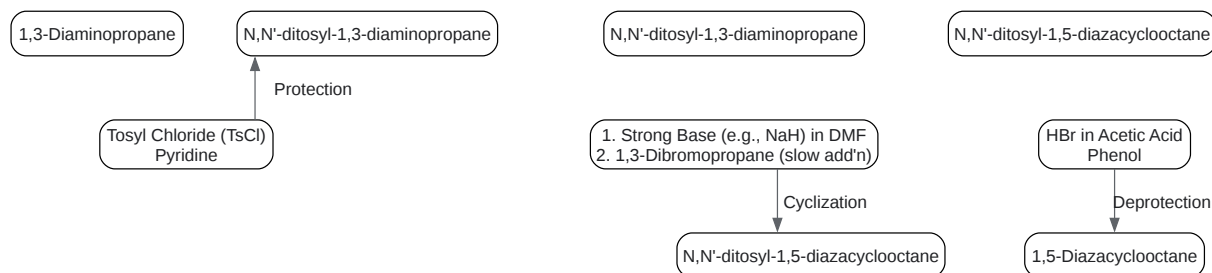 1,3-Diaminopropane
N,N'-ditosyl-1,3-diaminopropane
N,N'-ditosyl-1,3-diaminopropane
N,N'-ditosyl-1,5-diazacyclooctane
Protection
Tosyl Chloride (TsCl)
Pyridine
1. Strong Base (e.g., NaH) in DMF
2. 1,3-Dibromopropane (slow add'n)
HBr in Acetic Acid
Phenol
Cyclization
Deprotection
N,N'-ditosyl-1,5-diazacyclooctane
1,5-Diazacyclooctane